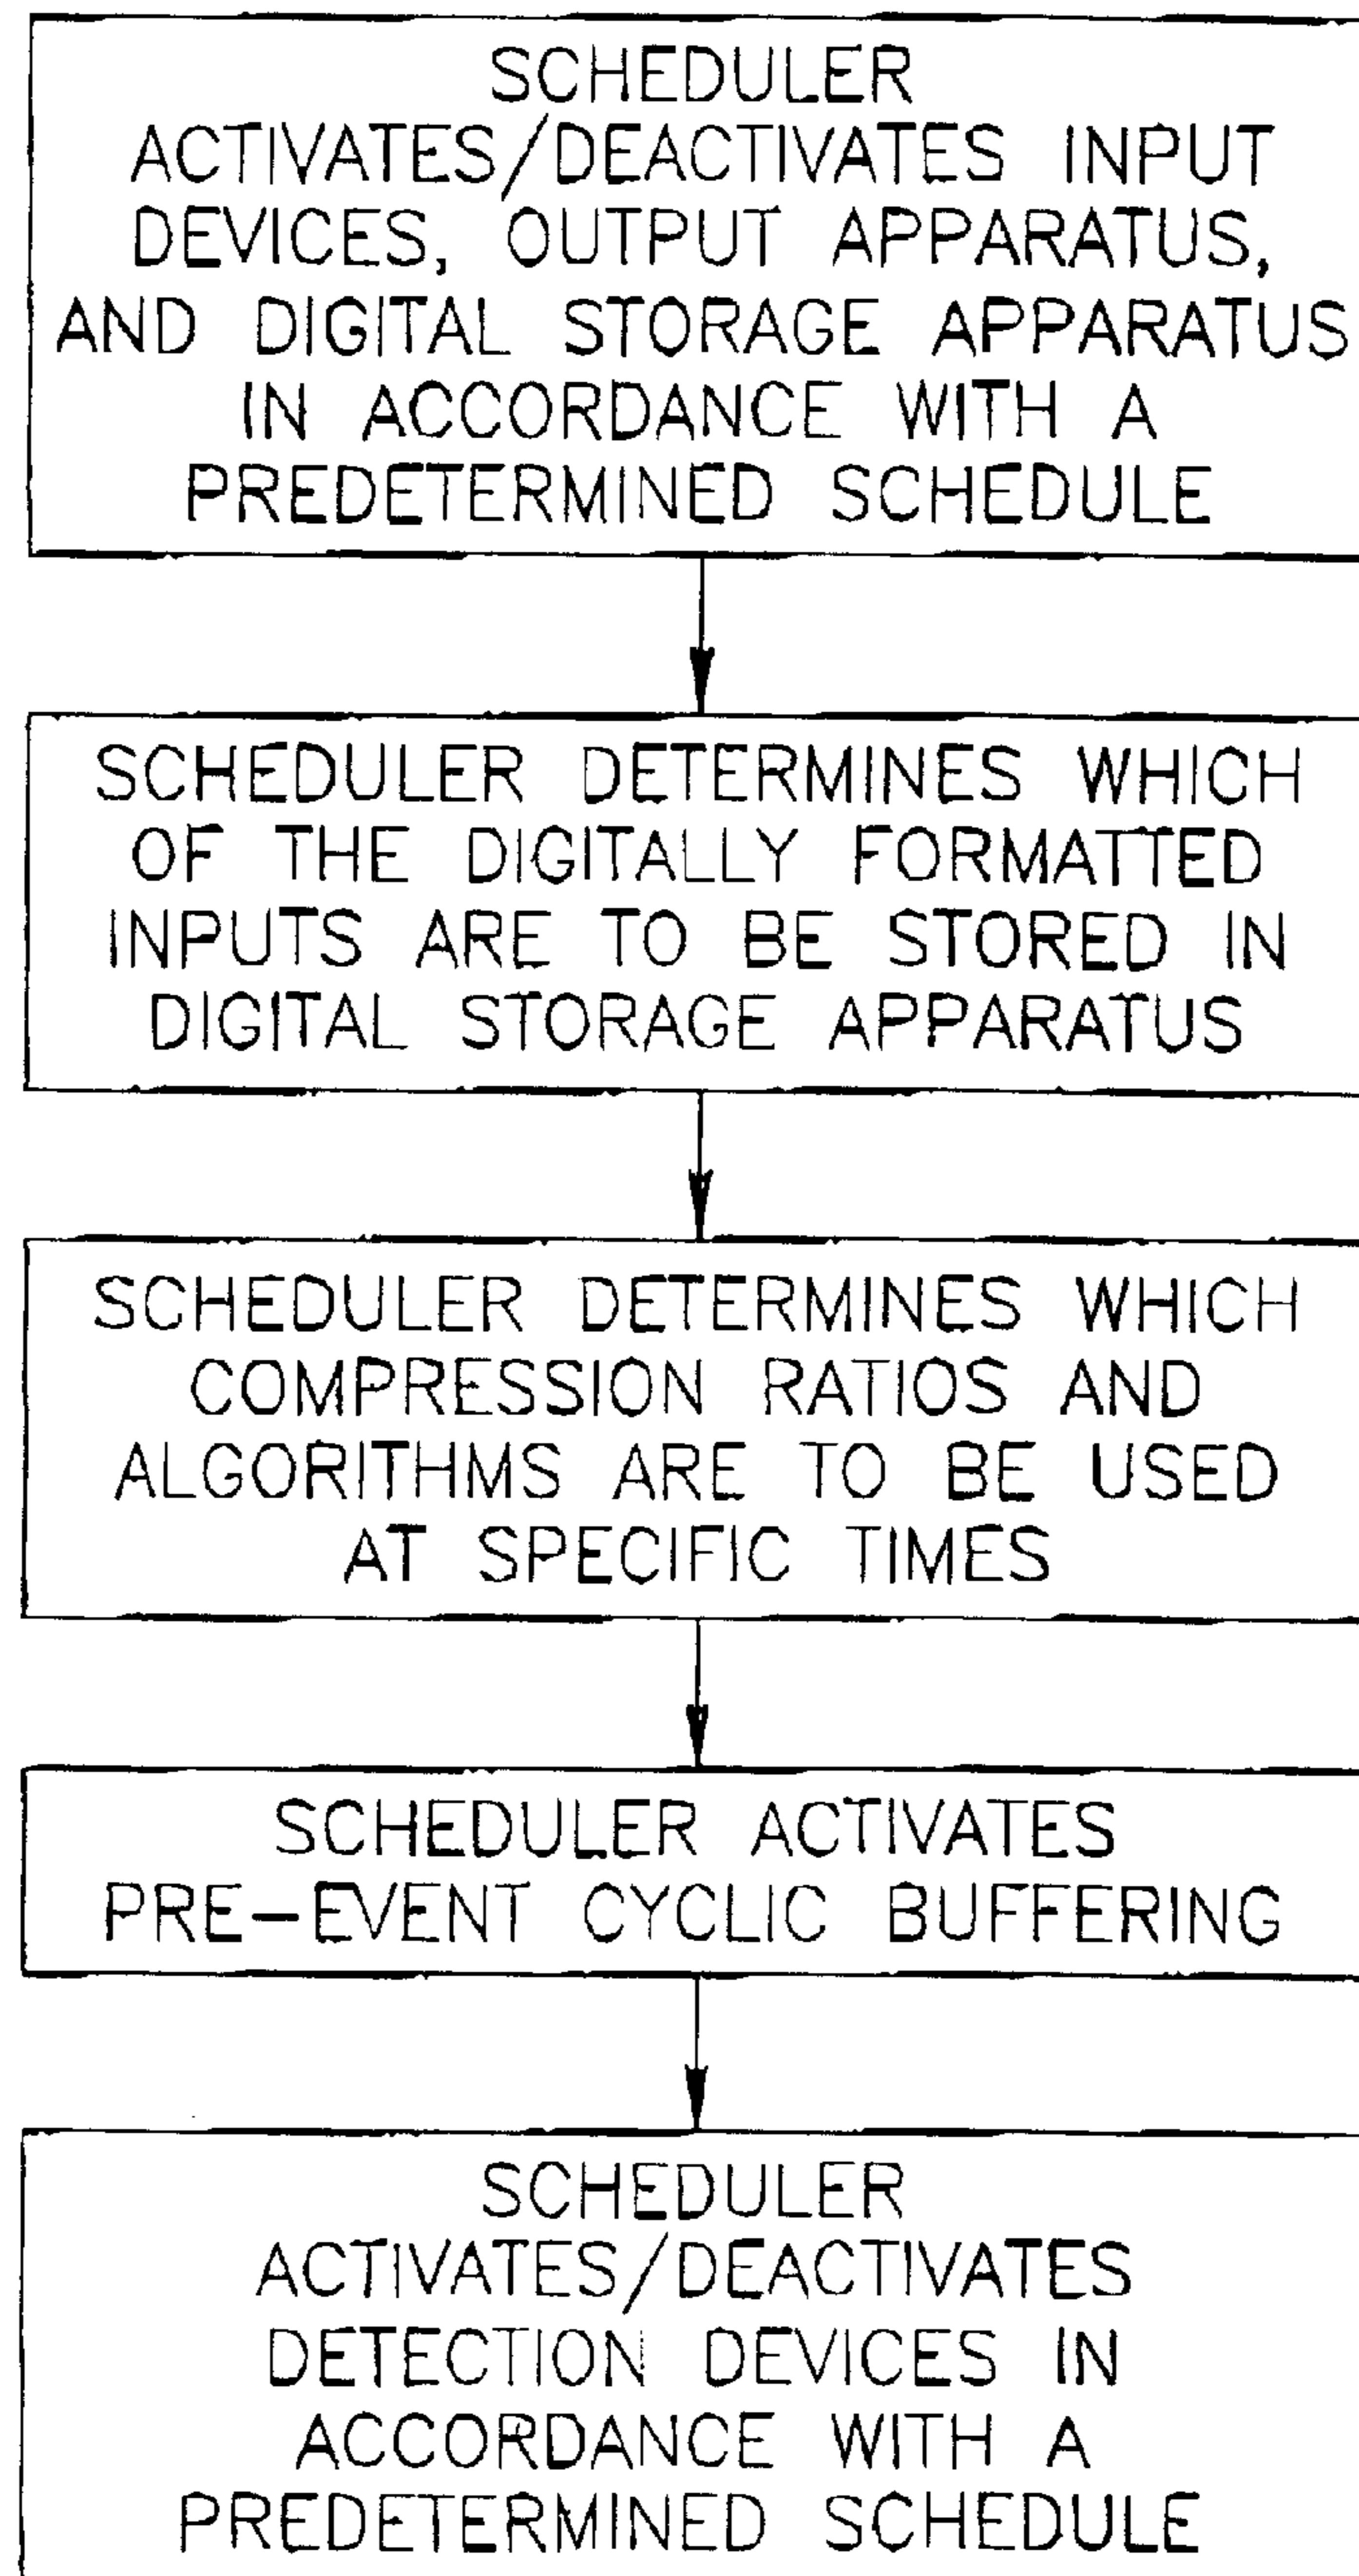 SCHEDULER
ACTIVATES/DEACTIVATES INPUT
DEVICES, OUTPUT APPARATUS,
AND DIGITAL STORAGE APPARATUS
IN ACCORDANCE WITH A
PREDETERMINED SCHEDULE
SCHEDULER DETERMINES WHICH
OF THE DIGITALLY FORMATTED
INPUTS ARE TO BE STORED IN
DIGITAL STORAGE APPARATUS
SCHEDULER DETERMINES WHICH
COMPRESSION RATIOS AND
ALGORITHMS ARE TO BE USED
AT SPECIFIC TIMES
SCHEDULER ACTIVATES
PRE-EVENT CYCLIC BUFFERING
SCHEDULER
ACTIVATES/DEACTIVATES
DETECTION DEVICES IN
ACCORDANCE WITH A
PREDETERMINED SCHEDULE